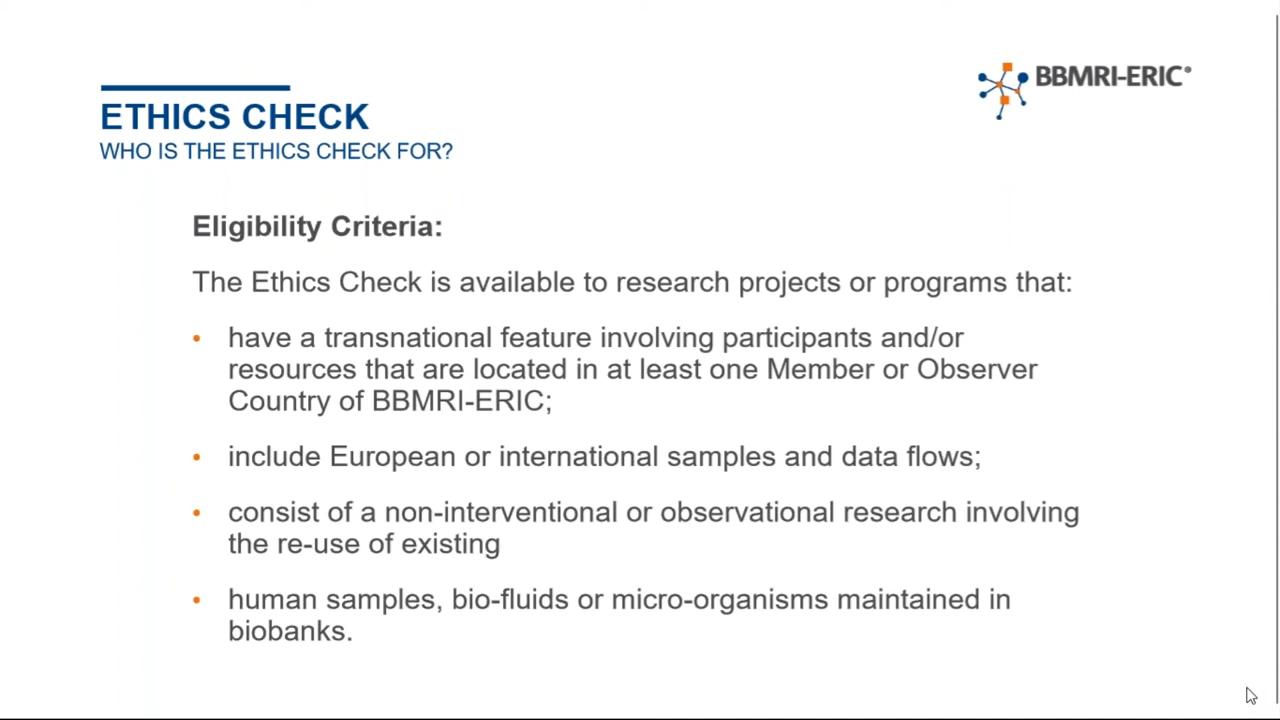 BBMRI-ERIC®
ETHICS CHECK
WHO IS THE ETHICS CHECK FOR?
Eligibility Criteria:
The Ethics Check is available to research projects or programs that:
• have a transnational feature involving participants and/or
resources that are located in at least one Member or Observer
Country of BBMRI-ERIC;
• include European or international samples and data flows;
• consist of a non-interventional or observational research involving
the re-use of existing
• human samples, bio-fluids or micro-organisms maintained in
biobanks.